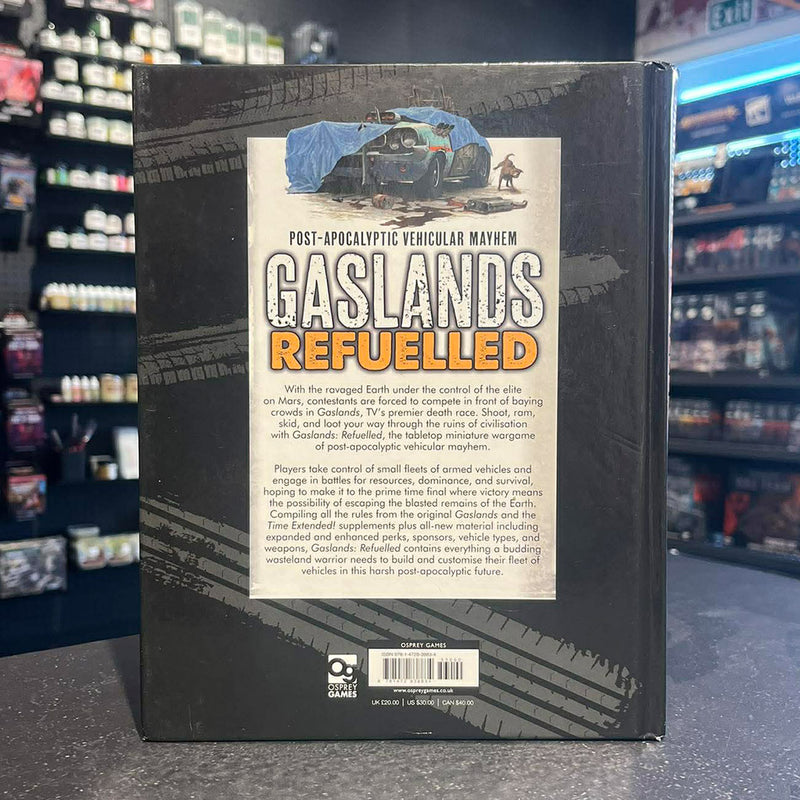 Exit
POST-APOCALYPTIC VEHICULAR MAYHEM
GASLANDS
REFUELLED
With the ravaged Earth under the control of the elite
on Mars, contestants are forced to compete in front of baying
crowds in Gaslands, TV's premier death race. Shoot, ram,
skid, and loot your way through the ruins of civilisation
with Gaslands: Refuelled, the tabletop miniature wargame
of post-apocalyptic vehicular mayhem.
Players take control of small fleets of armed vehicles and
engage in battles for resources, dominance, and survival,
hoping to make it to the prime time final where victory means
the possibility of escaping the blasted remains of the Earth.
Compiling all the rules from the original Gaslands and the
Time Extended! supplements plus all-new material including
expanded and enhanced perks, sponsors, vehicle types, and
weapons, Gaslands: Refuelled contains everything a budding
wasteland warrior needs to build and customise their fleet of
vehicles in this harsh post-apocalyptic future.
OSPREY GAMES
Og
OSPREY
GAMES
www.ospreygames.co.uk
UK £20.00 | US $30.00 | CAN $40.00